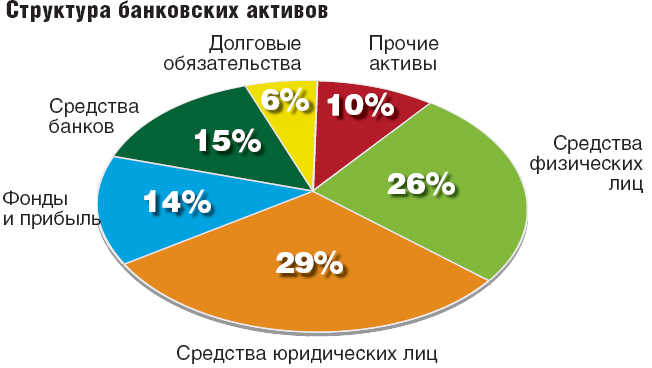 Структура банковских активов
Долговые
обязательства
6%
Прочие
активы
10%
Средства
физических
лиц
26%
Средства юридических лиц
29%
Фонды
и прибыль
14%
Средства
банков
15%